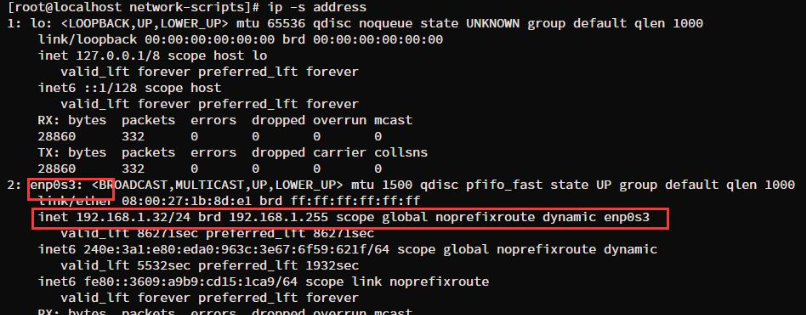 [root@localhost network-scripts]# ip -s address
1: lo: <LOOPBACK,UP,LOWER_UP> mtu 65536 qdisc noqueue state UNKNOWN group default qlen 1000
link/loopback 00:00:00:00:00:00 brd 00:00:00:00:00:00
inet 127.0.0.1/8 scope host lo
valid_lft forever preferred_lft forever
inet6 ::1/128 scope host
valid_lft forever preferred_lft forever
RX: bytes packets errors dropped overrun mcast
28860 332 0 0 0 0
TX: bytes packets errors dropped carrier collsns
28860 332 0 0 0 0
2: enp0s3: <BROADCAST,MULTICAST,UP,LOWER_UP> mtu 1500 qdisc pfifo_fast state UP group default qlen 1000
link/ether 08:00:27:1b:8d:e1 brd ff:ff:ff:ff:ff:ff
inet 192.168.1.32/24 brd 192.168.1.255 scope global noprefixroute dynamic enp0s3
valid_lft 86271sec preferred_lft 86271sec
inet6 240e:3a1:e80:eda0:963c:3e67:6f59:621f/64 scope global noprefixroute dynamic
valid_lft 5532sec preferred_lft 1932sec
inet6 fe80::3609:a9b9:cd15:1ca9/64 scope link noprefixroute
valid_lft forever preferred_lft forever
RX: bytes packets errors dropped overrun mcast